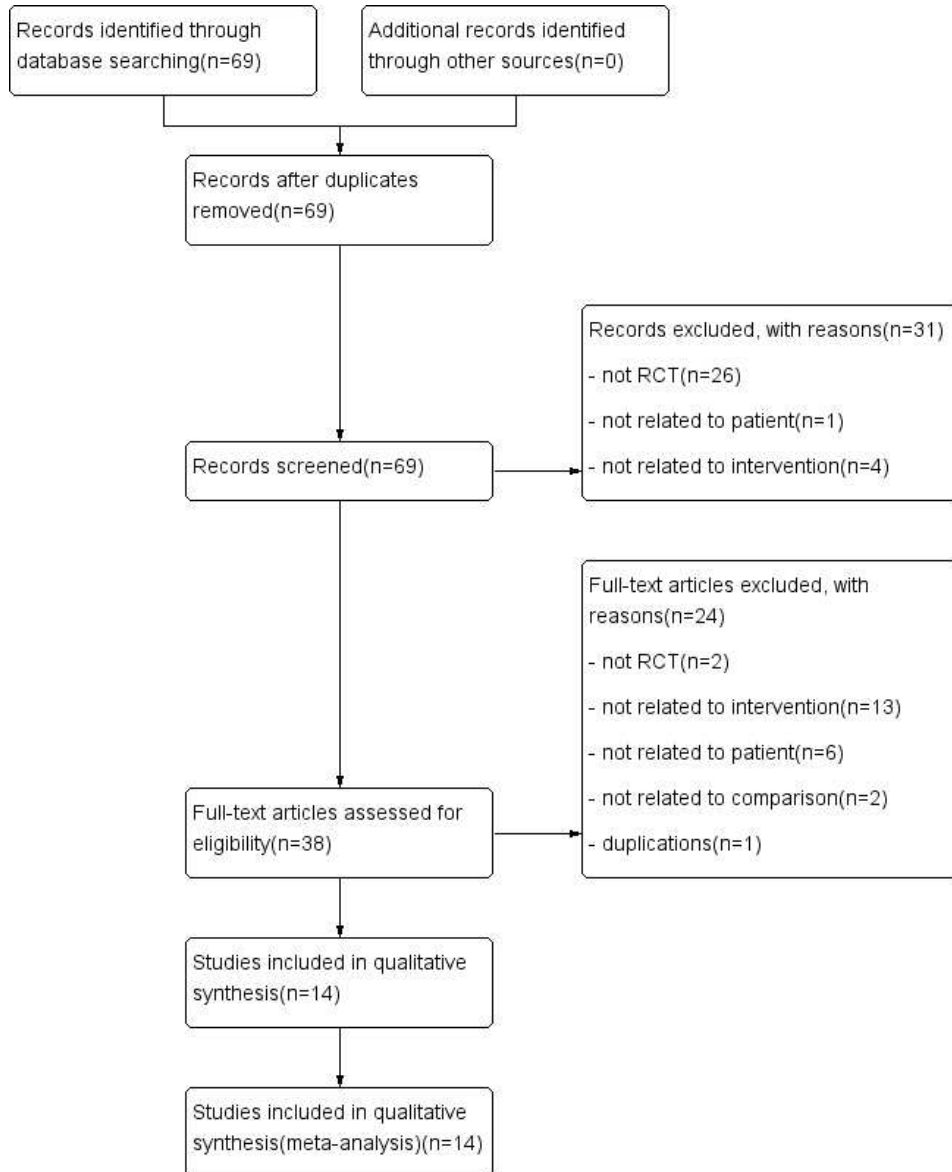 Records identified through
database searching(n=69)
Additional records identified
through other sources(n=0)
Records after duplicates
removed(n=69)
Records excluded, with reasons(n=31)
- not RCT(n=26)
- not related to patient(n=1)
- not related to intervention(n=4)
Records screened(n=69)
Full-text articles excluded, with
reasons(n=24)
- not RCT(n=2)
- not related to intervention(n=13)
- not related to patient(n=6)
- not related to comparison(n=2)
- duplications(n=1)
Full-text articles assessed for
eligibility(n=38)
Studies included in qualitative
synthesis(n=14)
Studies included in qualitative
synthesis(meta-analysis)(n=14)